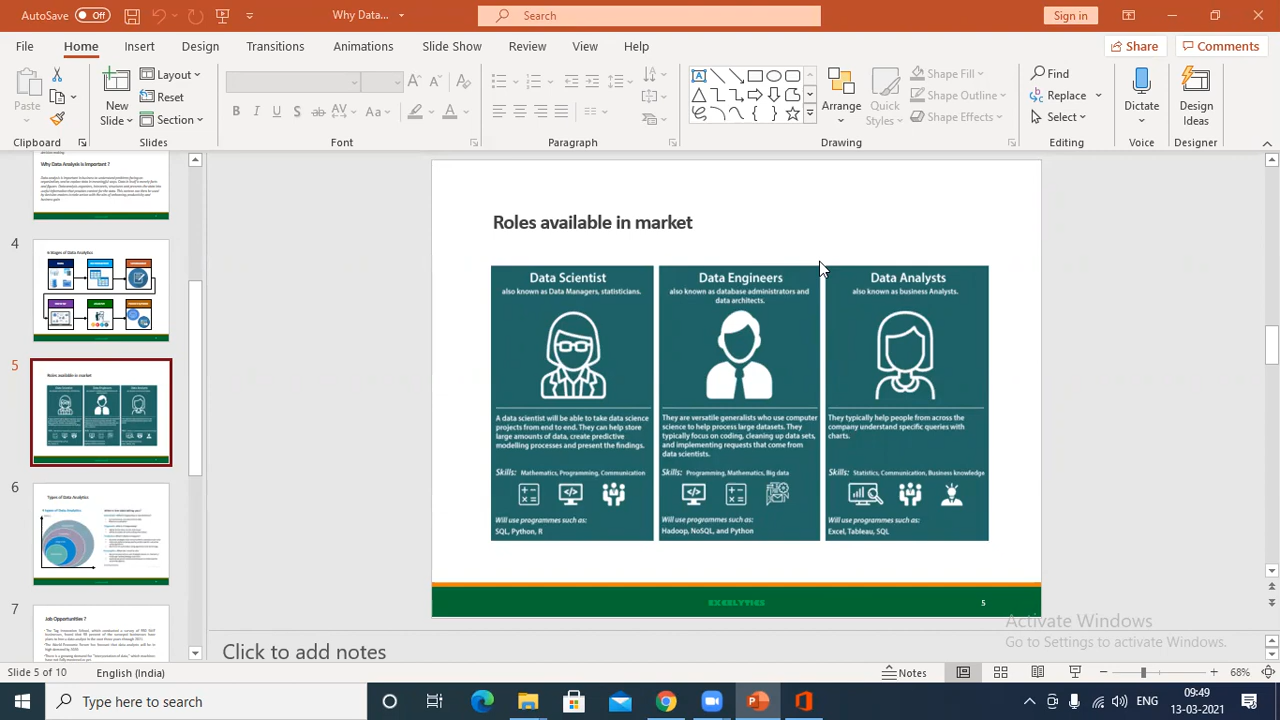 AutoSave Off Why Data... Search Sign in
File Home Insert Design Transitions Animations Slide Show Review View Help Share Comments
Paste New Slide Layout Reset Section Arrange Quick Styles Shape Fill Shape Outline Shape Effects Find Replace Select Dictate Design Ideas
Clipboard Slides Font Paragraph Drawing Editing Voice Designer
Why Data Analysis Is Important ?
4
6 Stages of Data Analytics
5
Roles available in market
6
Types of Data Analytics
7
Job Opportunities ?
Roles available in market
Data Scientist
also known as Data Managers, statisticians.
A data scientist will be able to take data science
projects from end to end. They can help store
large amounts of data, create predictive
modelling processes and present the findings.
Skills: Mathematics, Programming, Communication
Will use programmes such as:
SQL, Python, R
Data Engineers
also known as database administrators and
data architects.
They are versatile generalists who use computer
science to help process large datasets. They
typically focus on coding, cleaning up data sets,
and implementing requests that come from
data scientists.
Skills: Programming, Mathematics, Big data
Will use programmes such as:
Hadoop, NoSQL, and Python
Data Analysts
also known as business Analysts.
They typically help people from across the
company understand specific queries with
charts.
Skills: Statistics, Communication, Business knowledge
Will use programmes such as:
Excel, Tableau, SQL
EXCELYTICS 5
Activate Windows
Go to Settings to activate Windows.
Click to add notes
Slide 5 of 10 English (India) Notes 68%
Type here to search ENG 09:49
13-03-2021